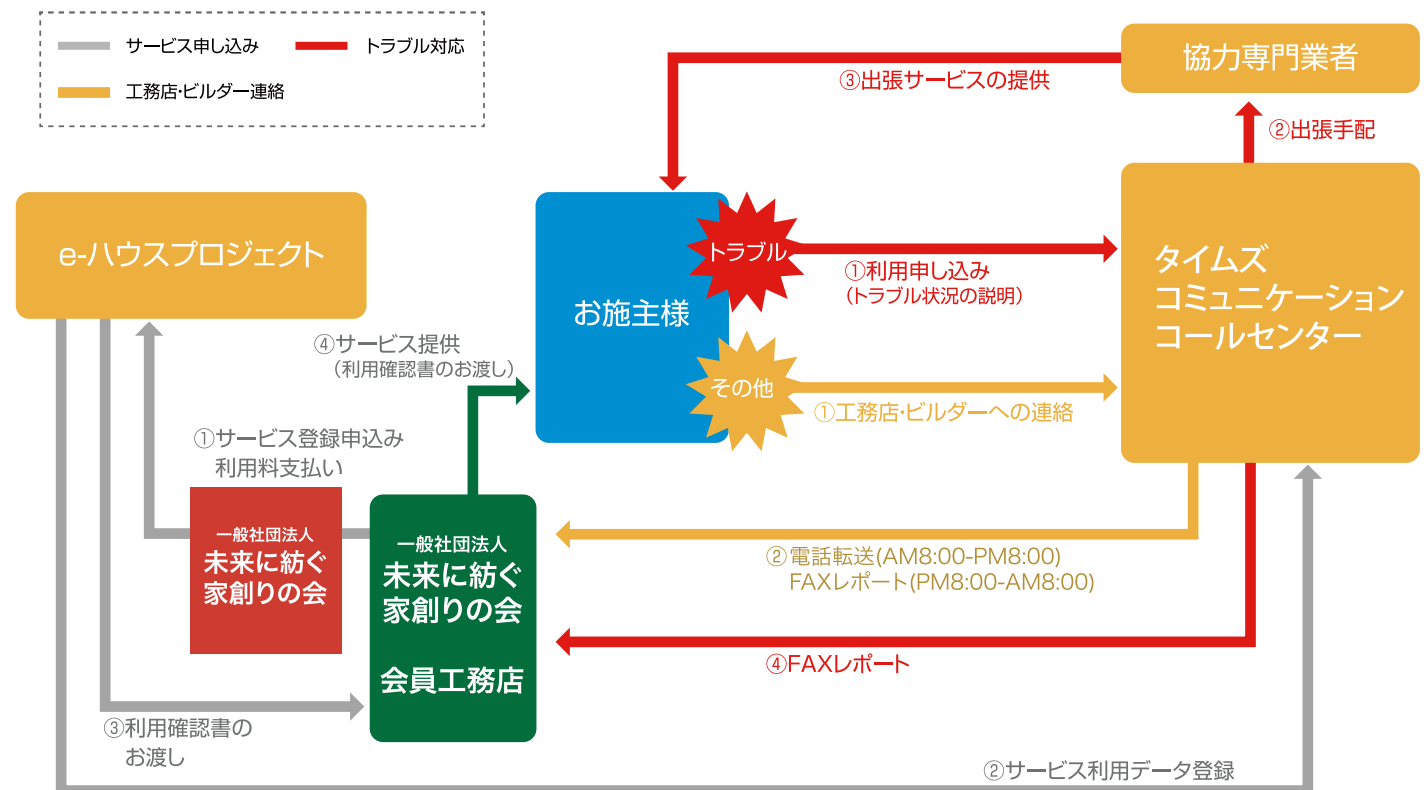 サービス申し込み
トラブル対応
工務店・ビルダー連絡
協力専門業者
③出張サービスの提供
②出張手配
e-ハウスプロジェクト
お施主様
トラブル
①利用申し込み
(トラブル状況の説明)
タイムズ
コミュニケーション
コールセンター
その他
①工務店・ビルダーへの連絡
④サービス提供
(利用確認書のお渡し)
①サービス登録申込み
利用料支払い
一般社団法人
未来に紡ぐ
家創りの会
一般社団法人
未来に紡ぐ
家創りの会
会員工務店
②電話転送(AM8:00-PM8:00)
FAXレポート(PM8:00-AM8:00)
④FAXレポート
③利用確認書の
お渡し
②サービス利用データ登録